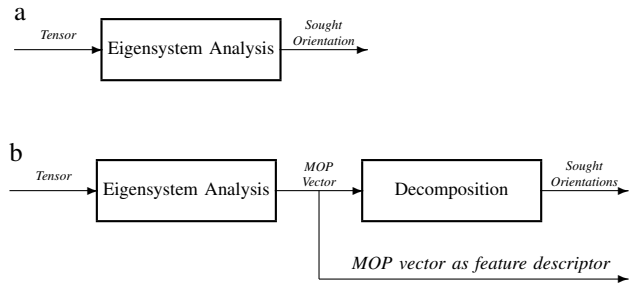 a
Tensor
Eigensystem Analysis
Sought
Orientation
b
Tensor
Eigensystem Analysis
MOP
Vector
Decomposition
Sought
Orientations
MOP vector as feature descriptor